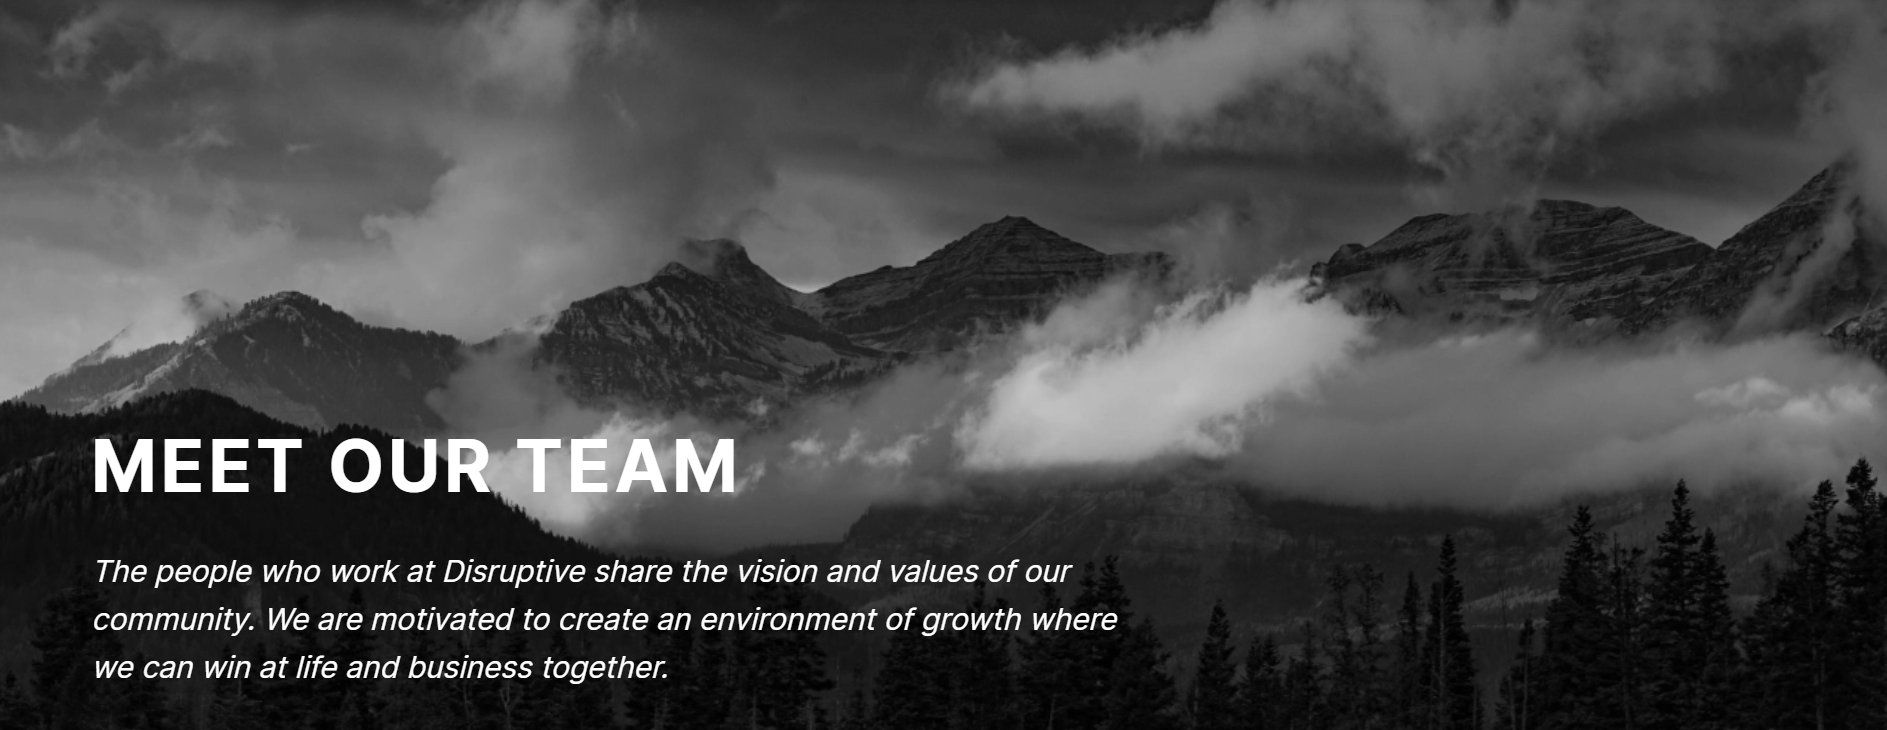 MEET OUR TEAM
The people who work at Disruptive share the vision and values of our
community. We are motivated to create an environment of growth where
we can win at life and business together.